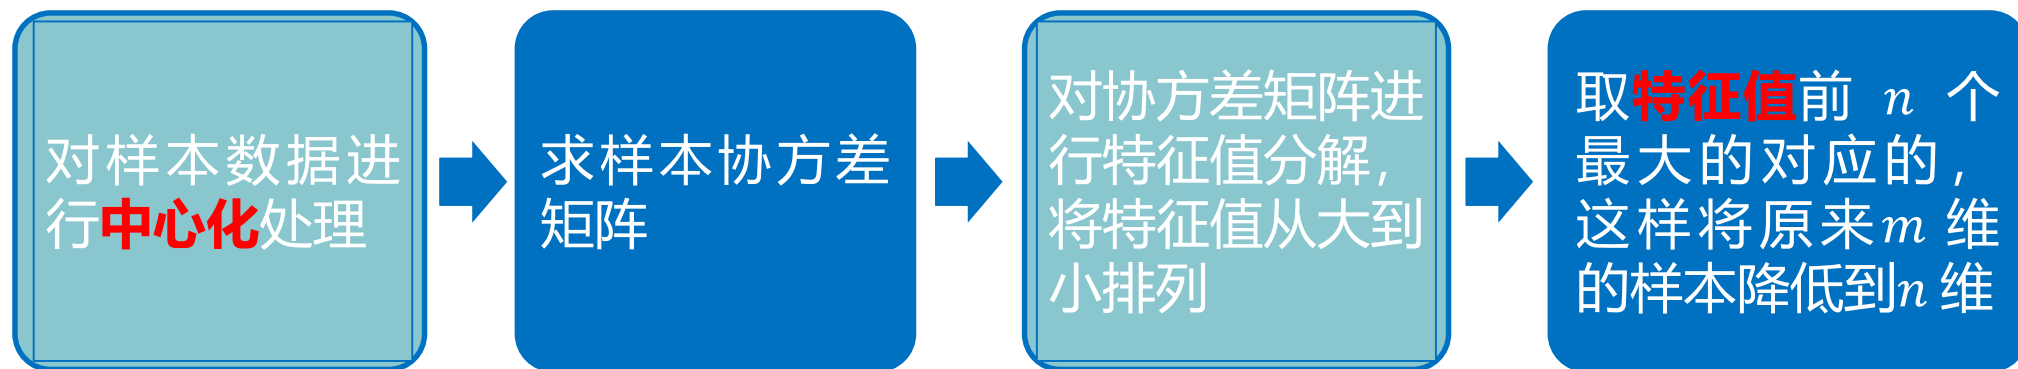 对样本数据进
行中心化处理
求样本协方差
矩阵
对协方差矩阵进
行特征值分解，
将特征值从大到
小排列
取特征值前 n 个
最大的对应的，
这样将原来m 维
的样本降低到n 维